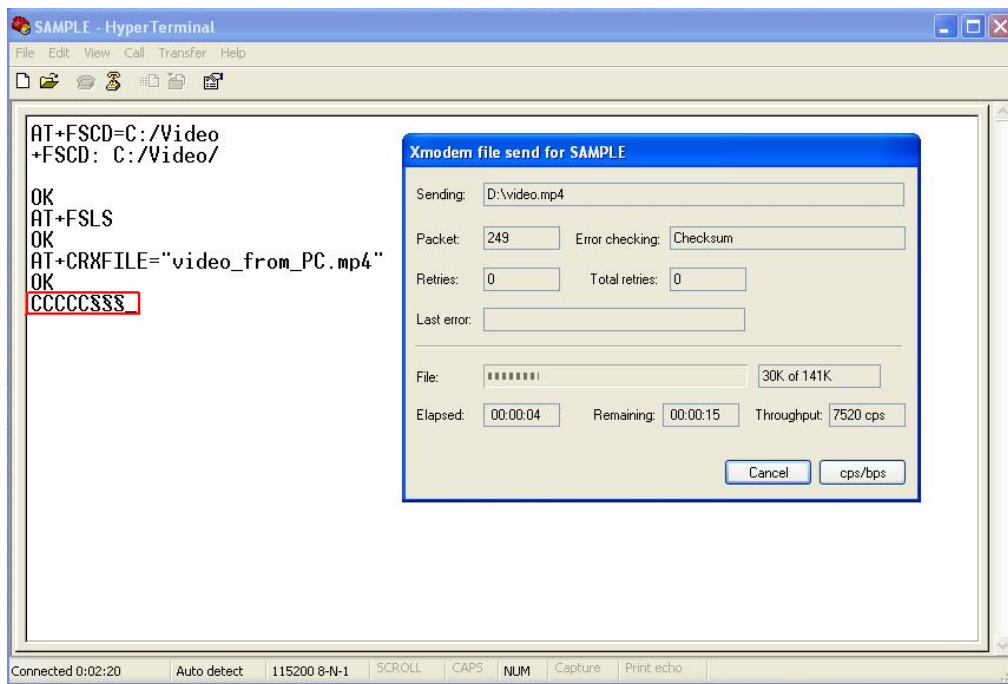 SAMPLE - HyperTerminal
File Edit View Call Transfer Help
AT+FSCD=C:/Video
+FSCD: C:/Video/
OK
AT+FSLS
OK
AT+CRXFILE="video_from_PC.mp4"
OK
CCCCC§§§_
Xmodem file send for SAMPLE
Sending: D:\video.mp4
Packet: 249 Error checking: Checksum
Retries: 0 Total retries: 0
Last error:
File: 30K of 141K
Elapsed: 00:00:04 Remaining: 00:00:15 Throughput: 7520 cps
Cancel cps/bps
Connected 0:02:20 Auto detect 115200 8-N-1 SCROLL CAPS NUM Capture Print echo